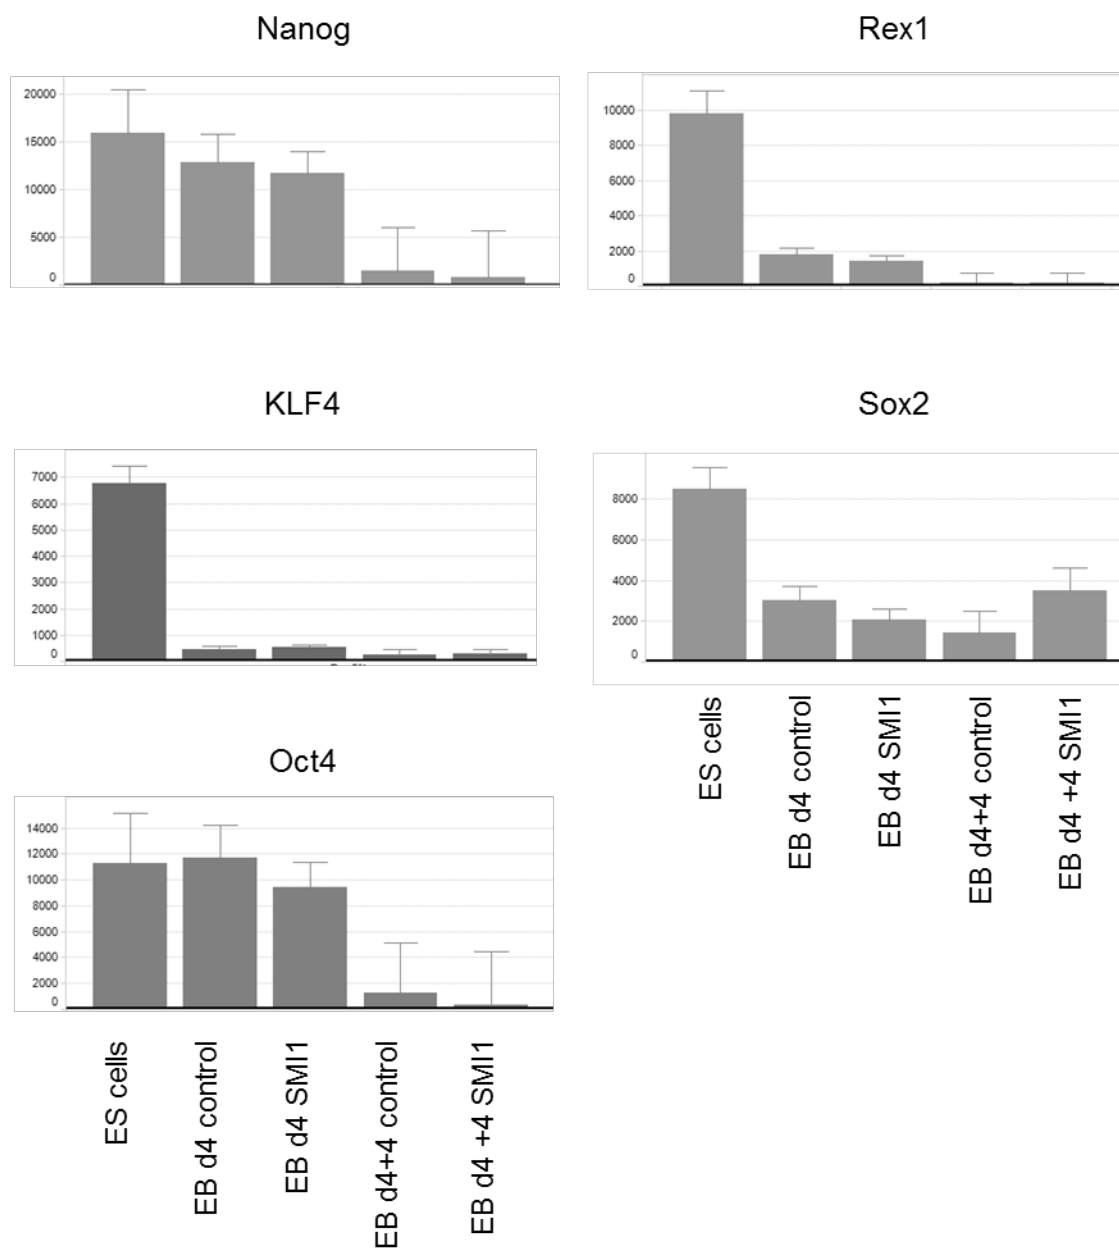 Nanog
20000
15000
10000
5000
0
Rex1
10000
8000
6000
4000
2000
0
KLF4
7000
6000
5000
4000
3000
2000
1000
0
Sox2
8000
6000
4000
2000
0
ES cells
EB d4 control
EB d4 SMI1
EB d4+4 control
EB d4 +4 SMI1
Oct4
14000
12000
10000
8000
6000
4000
2000
0
ES cells
EB d4 control
EB d4 SMI1
EB d4+4 control
EB d4 +4 SMI1